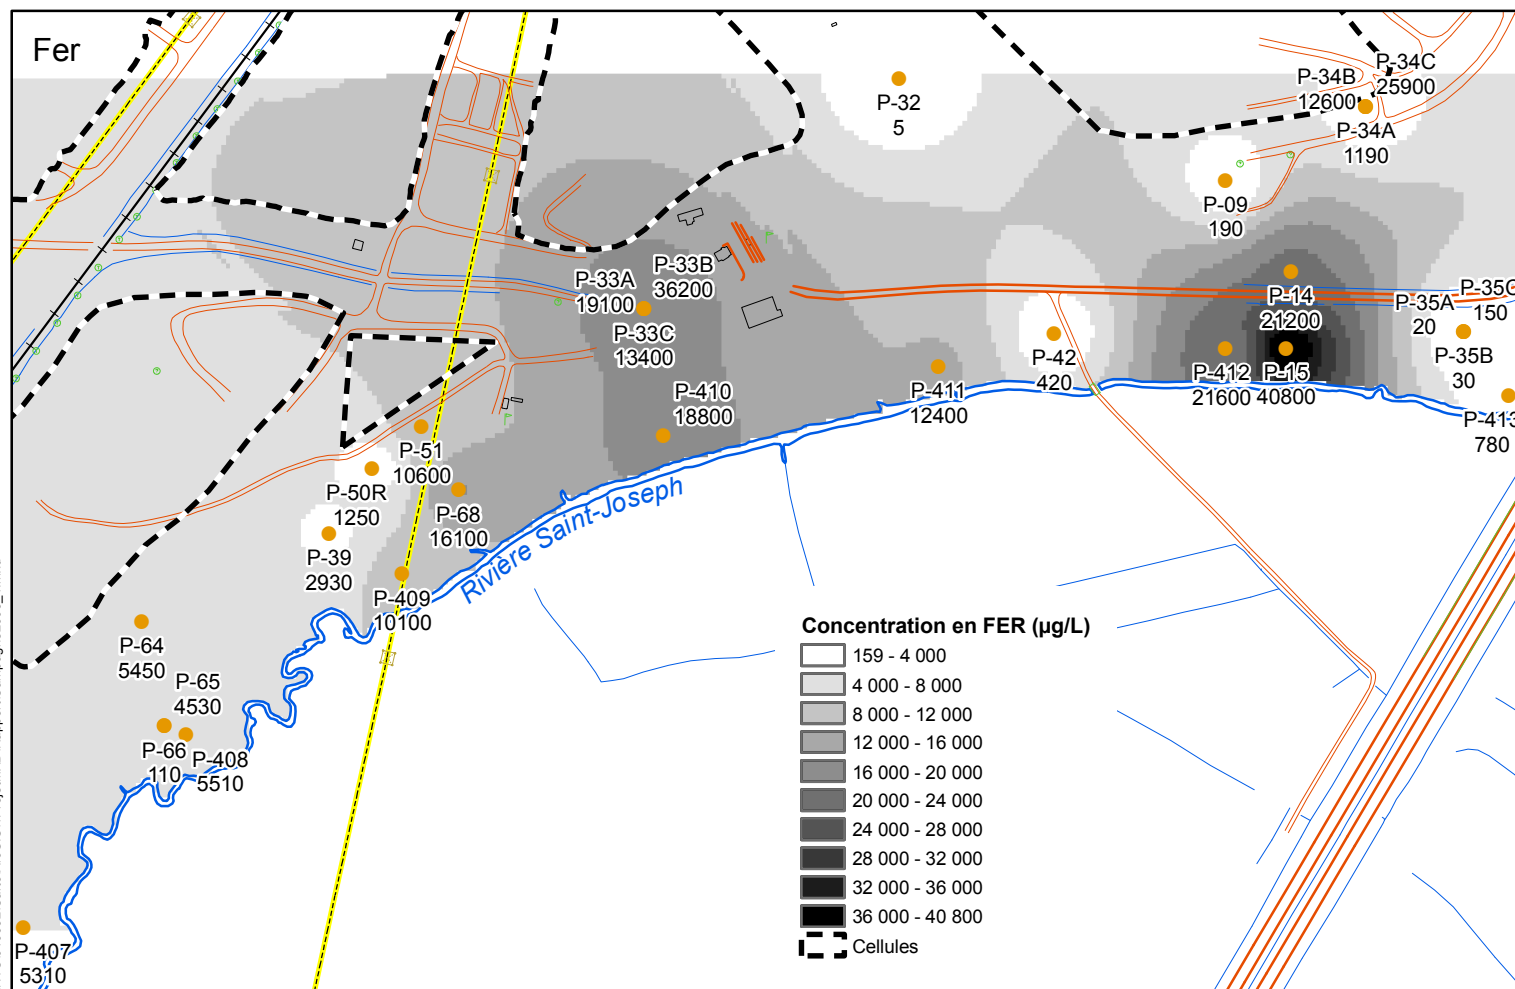 Fer
P-32
5
P-34B
12600
P-34C
25900
P-34A
1190
P-09
190
P-33A
19100
P-33B
36200
P-33C
13400
P-14
21200
P-35A
20
P-35C
150
P-35B
30
P-42
420
P-412
21600
P-15
40800
P-411
12400
P-410
18800
P-413
780
P-51
10600
P-50R
1250
P-68
16100
P-39
2930
P-409
10100
Rivière Saint-Joseph
P-64
5450
P-65
4530
P-66
110
P-408
5510
P-407
5310
Concentration en FER (µg/L)
159 - 4 000
4 000 - 8 000
8 000 - 12 000
12 000 - 16 000
16 000 - 20 000
20 000 - 24 000
24 000 - 28 000
28 000 - 32 000
32 000 - 36 000
36 000 - 40 800
Cellules